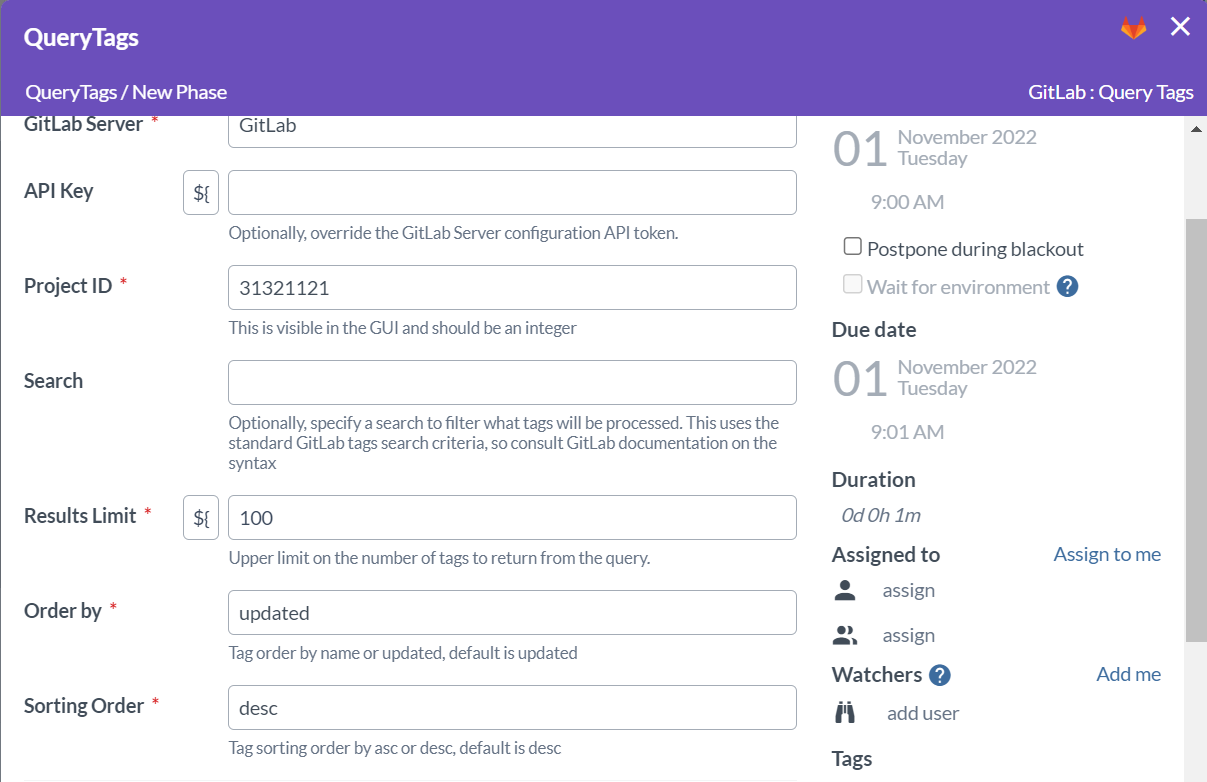 QueryTags
QueryTags / New Phase
GitLab : Query Tags
GitLab Server *
GitLab
API Key
${
Optionally, override the GitLab Server configuration API token.
Project ID *
31321121
This is visible in the GUI and should be an integer
Search
Optionally, specify a search to filter what tags will be processed. This uses the
standard GitLab tags search criteria, so consult GitLab documentation on the
syntax
Results Limit *
${
100
Upper limit on the number of tags to return from the query.
Order by *
updated
Tag order by name or updated, default is updated
Sorting Order *
desc
Tag sorting order by asc or desc, default is desc
01
November 2022
Tuesday
9:00 AM
Postpone during blackout
Wait for environment ?
Due date
01
November 2022
Tuesday
9:01 AM
Duration
0d 0h 1m
Assigned to
Assign to me
assign
assign
Watchers ?
Add me
add user
Tags